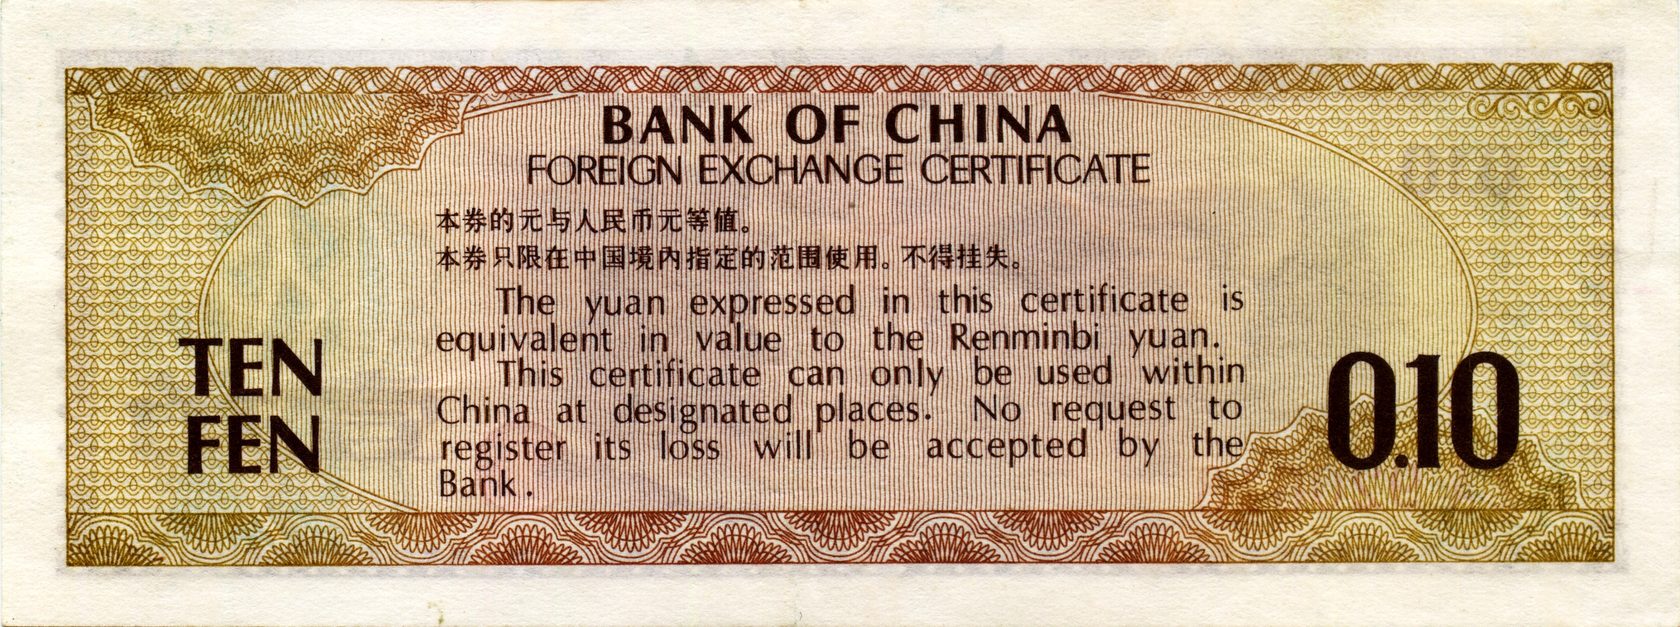 BANK OF CHINA
FOREIGN EXCHANGE CERTIFICATE
本券的元与人民币元等值。
本券只限在中国境内指定的范围使用。不得挂失。
The yuan expressed in this certificate is
equivalent in value to the Renminbi yuan.
This certificate can only be used within
China at designated places. No request to
register its loss will be accepted by the
Bank.
TEN
FEN
0.10